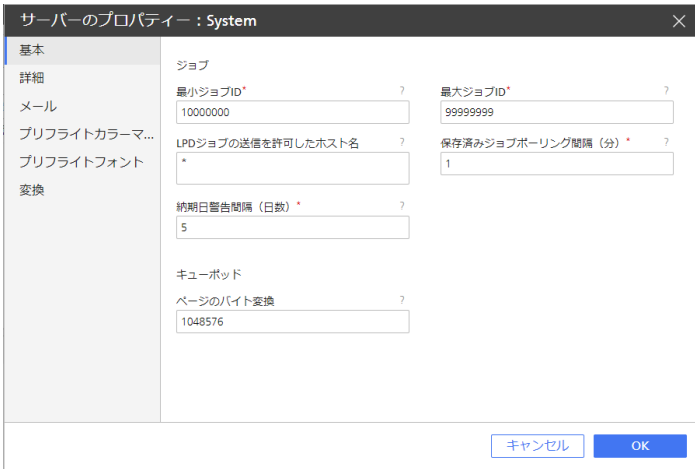 サーバーのプロパティー：System
基本
詳細
メール
プリフライトカラーマ...
プリフライトフォント
変換
ジョブ
最小ジョブID* ?
10000000
最大ジョブID* ?
99999999
LPDジョブの送信を許可したホスト名 ?
*
保存済みジョブポーリング間隔（分）* ?
1
納期日警告間隔（日数）* ?
5
キューポッド
ページのバイト変換 ?
1048576
キャンセル
OK